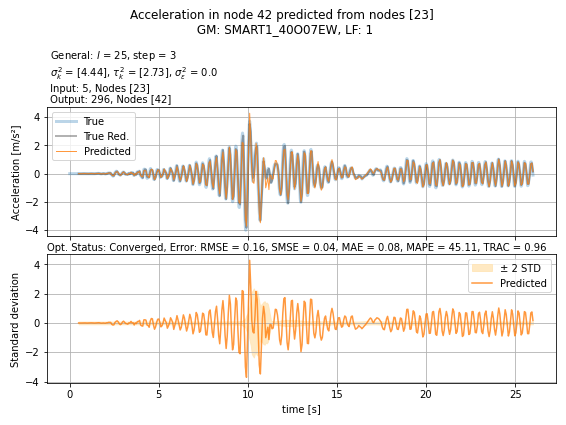 Acceleration in node 42 predicted from nodes [23]
GM: SMART1_40O07EW, LF: 1
General: l = 25, step = 3
σ²ₖ = [4.44], τ²ₖ = [2.73], σ²ε = 0.0
Input: 5, Nodes [23]
Output: 296, Nodes [42]
Acceleration [m/s²]
4
2
0
−2
−4
True
True Red.
Predicted
Opt. Status: Converged, Error: RMSE = 0.16, SMSE = 0.04, MAE = 0.08, MAPE = 45.11, TRAC = 0.96
Standard deviation
4
2
0
−2
−4
± 2 STD
Predicted
0 5 10 15 20 25
time [s]